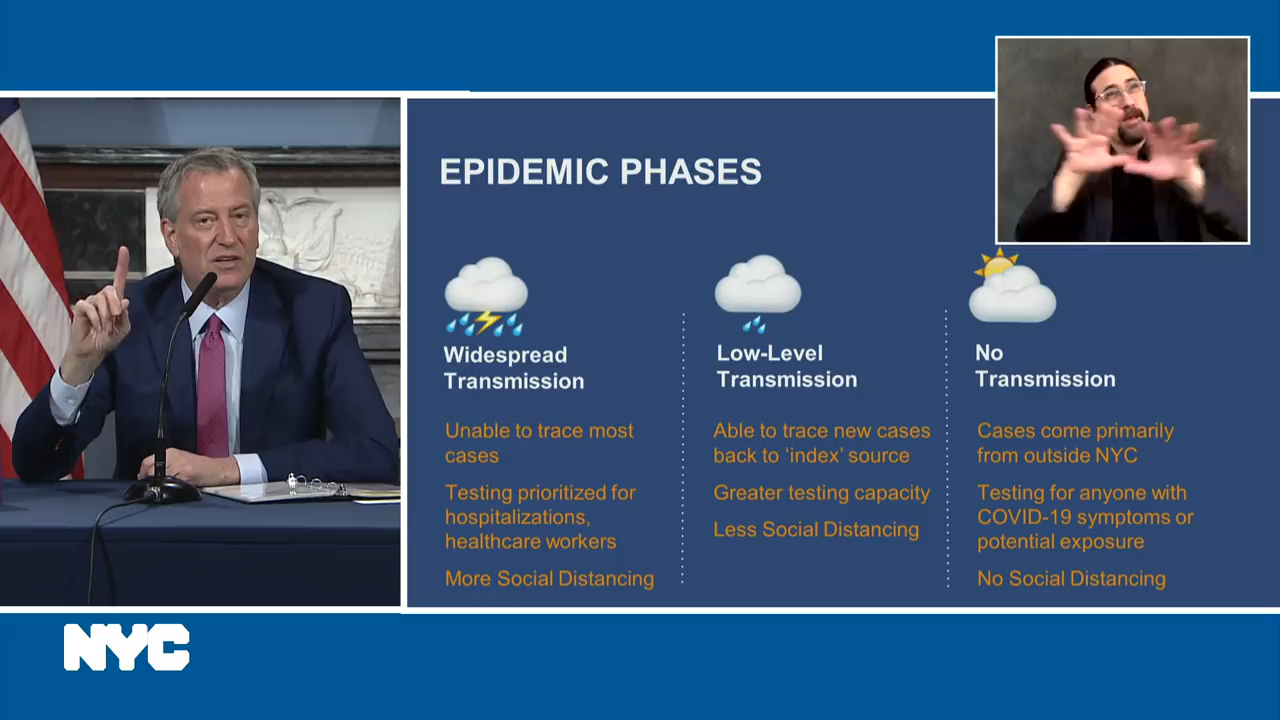 EPIDEMIC PHASES
Widespread
Transmission
Unable to trace most
cases
Testing prioritized for
hospitalizations,
healthcare workers
More Social Distancing
Low-Level
Transmission
Able to trace new cases
back to ‘index’ source
Greater testing capacity
Less Social Distancing
No
Transmission
Cases come primarily
from outside NYC
Testing for anyone with
COVID-19 symptoms or
potential exposure
No Social Distancing
NYC